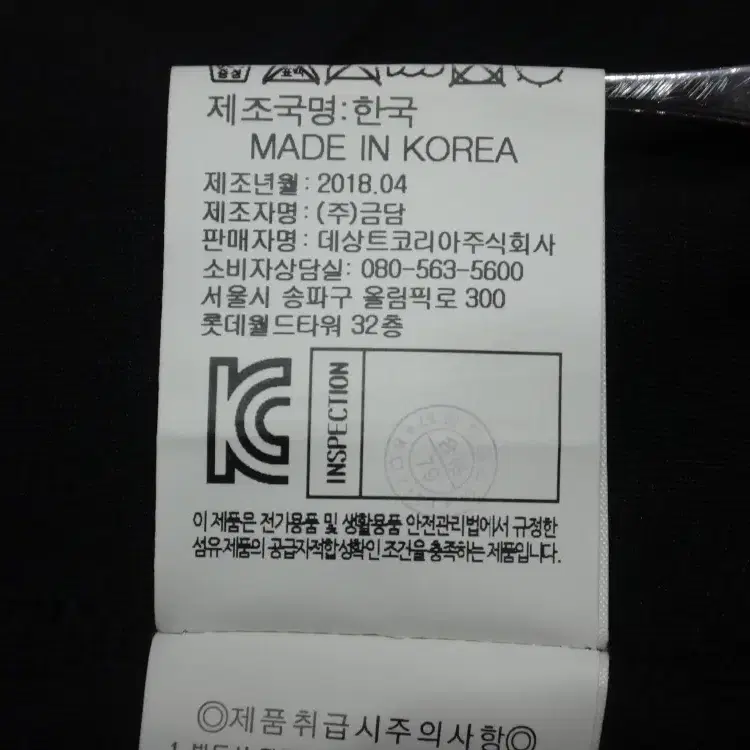 제조국명:한국
MADE IN KOREA
제조년월 : 2018.04
제조자명 : (주)금담
판매자명 : 데상트코리아주식회사
소비자상담실: 080-563-5600
서울시 송파구 올림픽로 300
롯데월드타워 32층
KC
INSPECTION
이 제품은 전기용품 및 생활용품 안전관리법에서 규정한
섬유제품의 공급자적합성확인 조건을 충족하는 제품입니다.
◎제품취급시주의사항◎